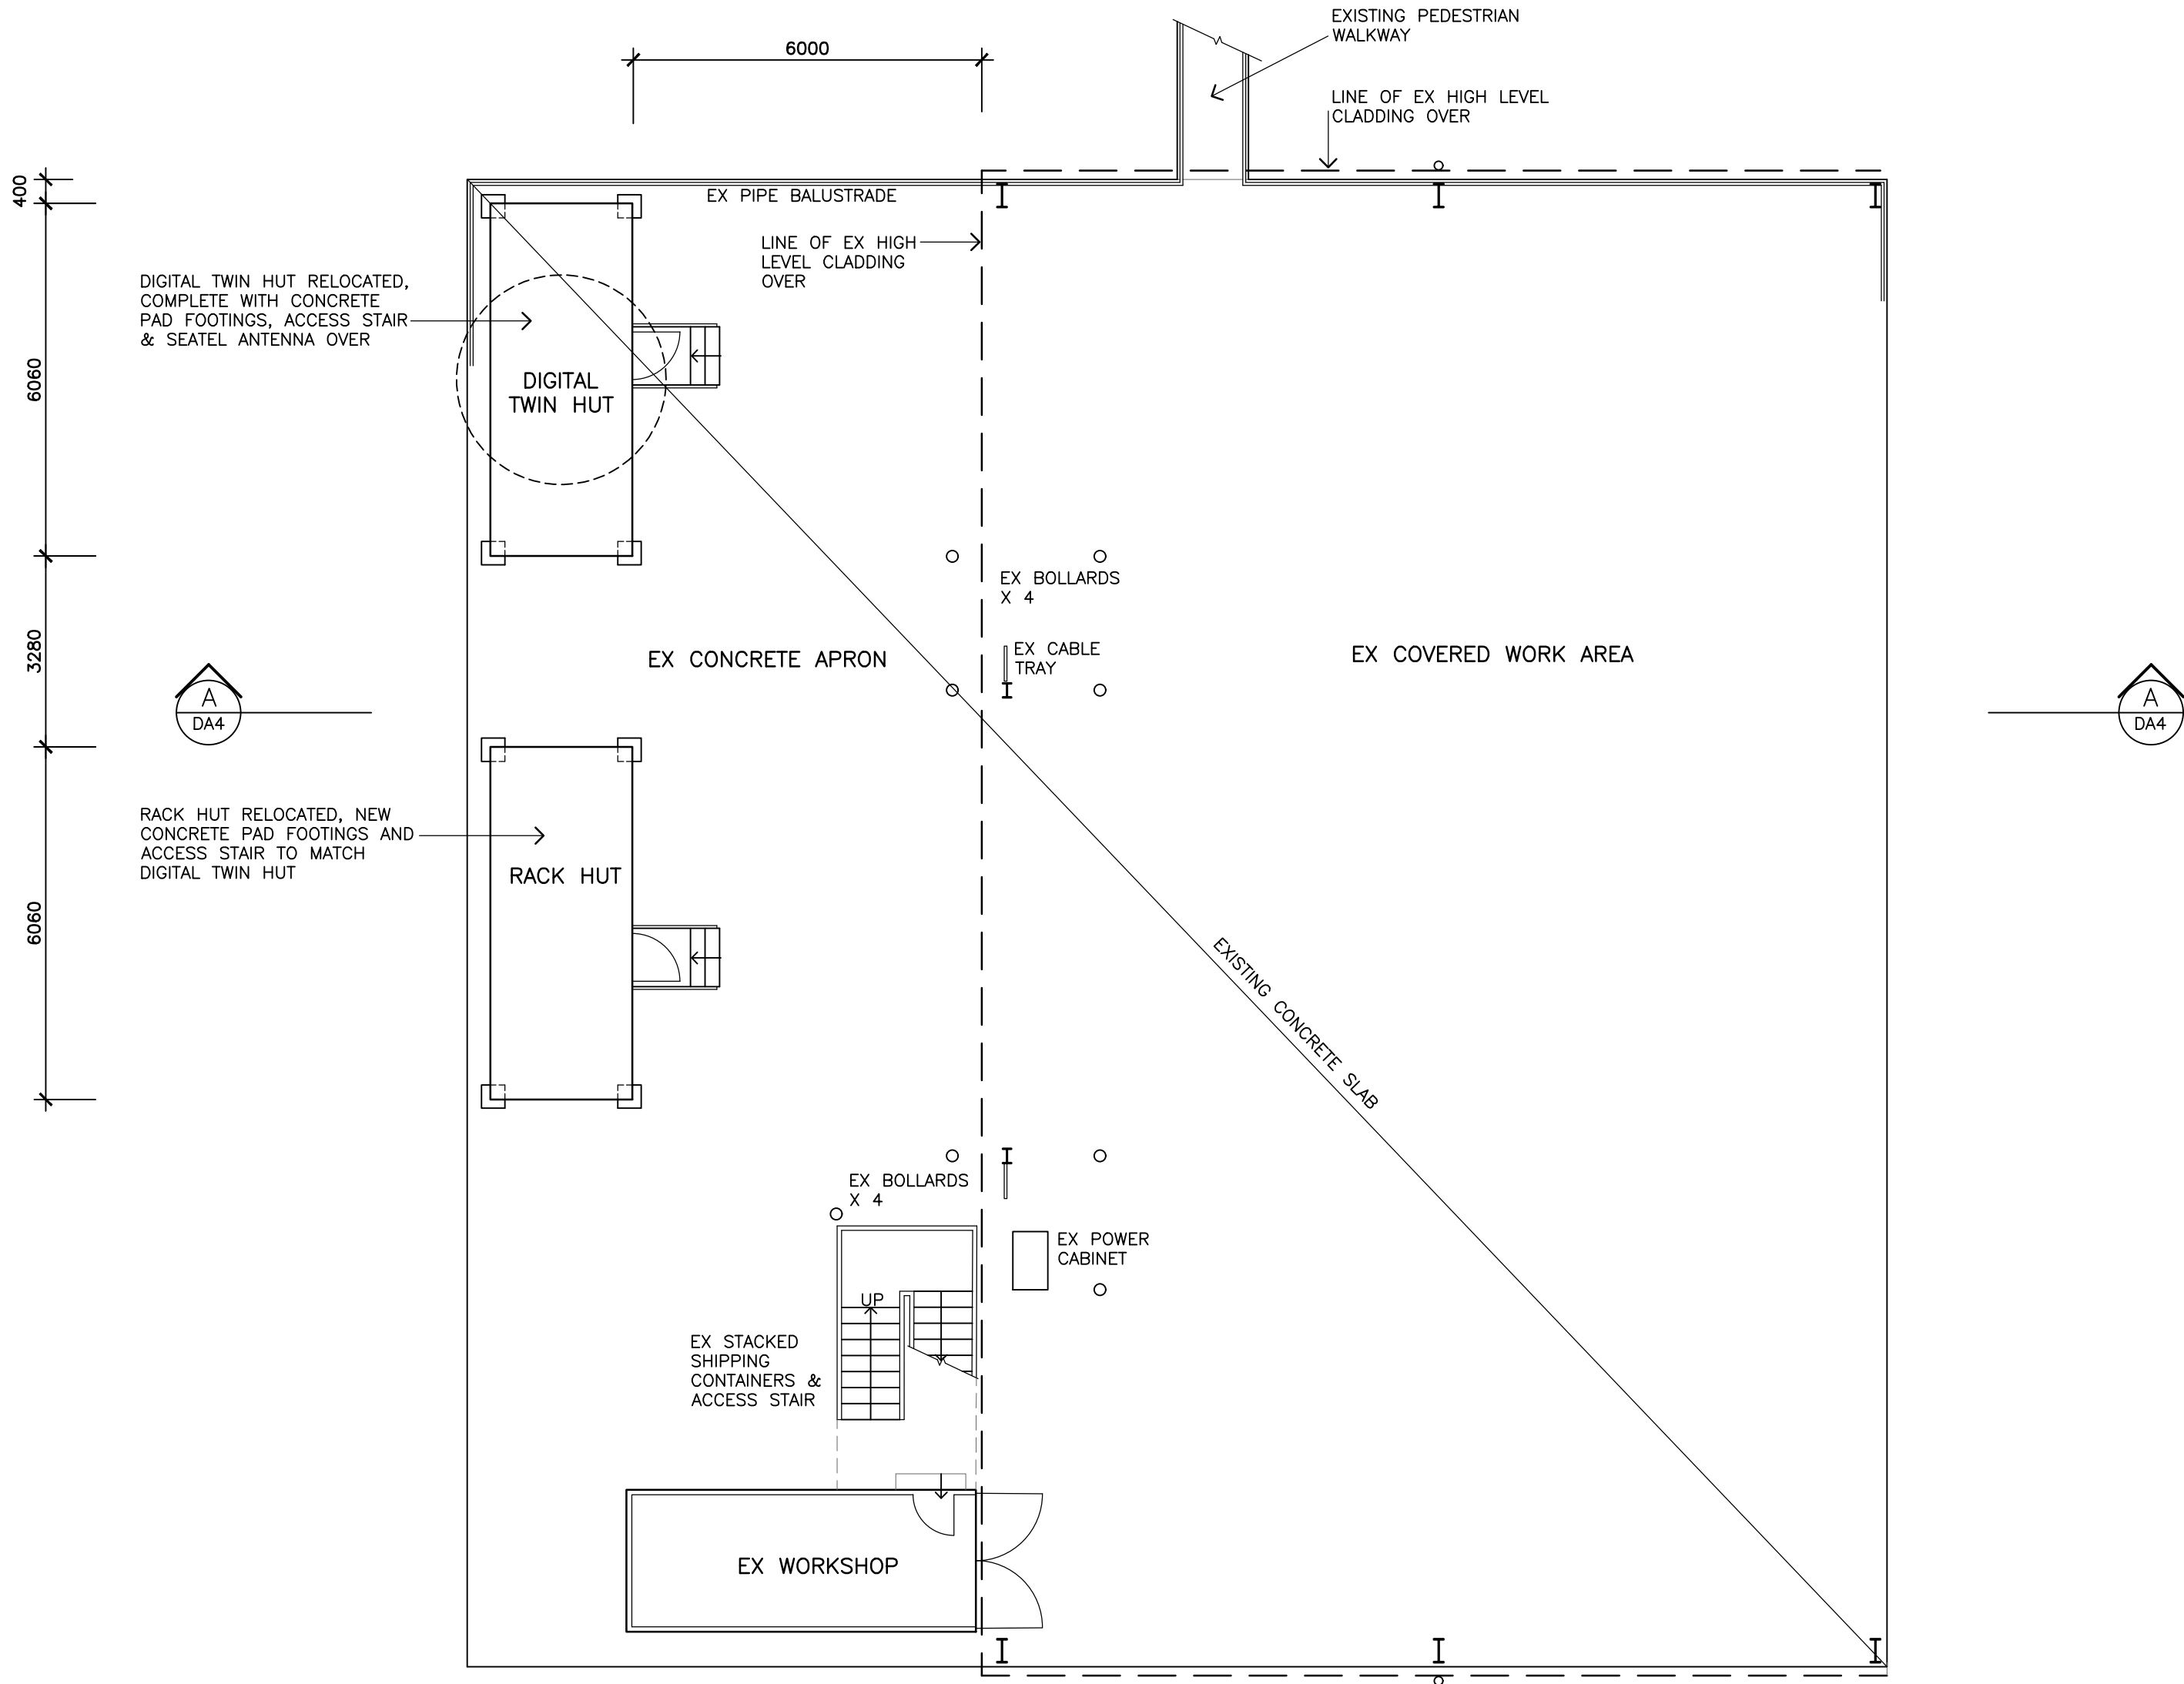 EXISTING PEDESTRIAN
WALKWAY
6000
LINE OF EX HIGH LEVEL
CLADDING OVER
400
EX PIPE BALUSTRADE
LINE OF EX HIGH
LEVEL CLADDING
OVER
DIGITAL TWIN HUT RELOCATED,
COMPLETE WITH CONCRETE
PAD FOOTINGS, ACCESS STAIR
& SEATEL ANTENNA OVER
6060
DIGITAL
TWIN HUT
EX BOLLARDS
X 4
3280
EX CONCRETE APRON
EX CABLE
TRAY
EX COVERED WORK AREA
A
DA4
A
DA4
RACK HUT RELOCATED, NEW
CONCRETE PAD FOOTINGS AND
ACCESS STAIR TO MATCH
DIGITAL TWIN HUT
RACK HUT
6060
EXISTING CONCRETE SLAB
EX BOLLARDS
X 4
EX POWER
CABINET
UP
EX STACKED
SHIPPING
CONTAINERS &
ACCESS STAIR
EX WORKSHOP